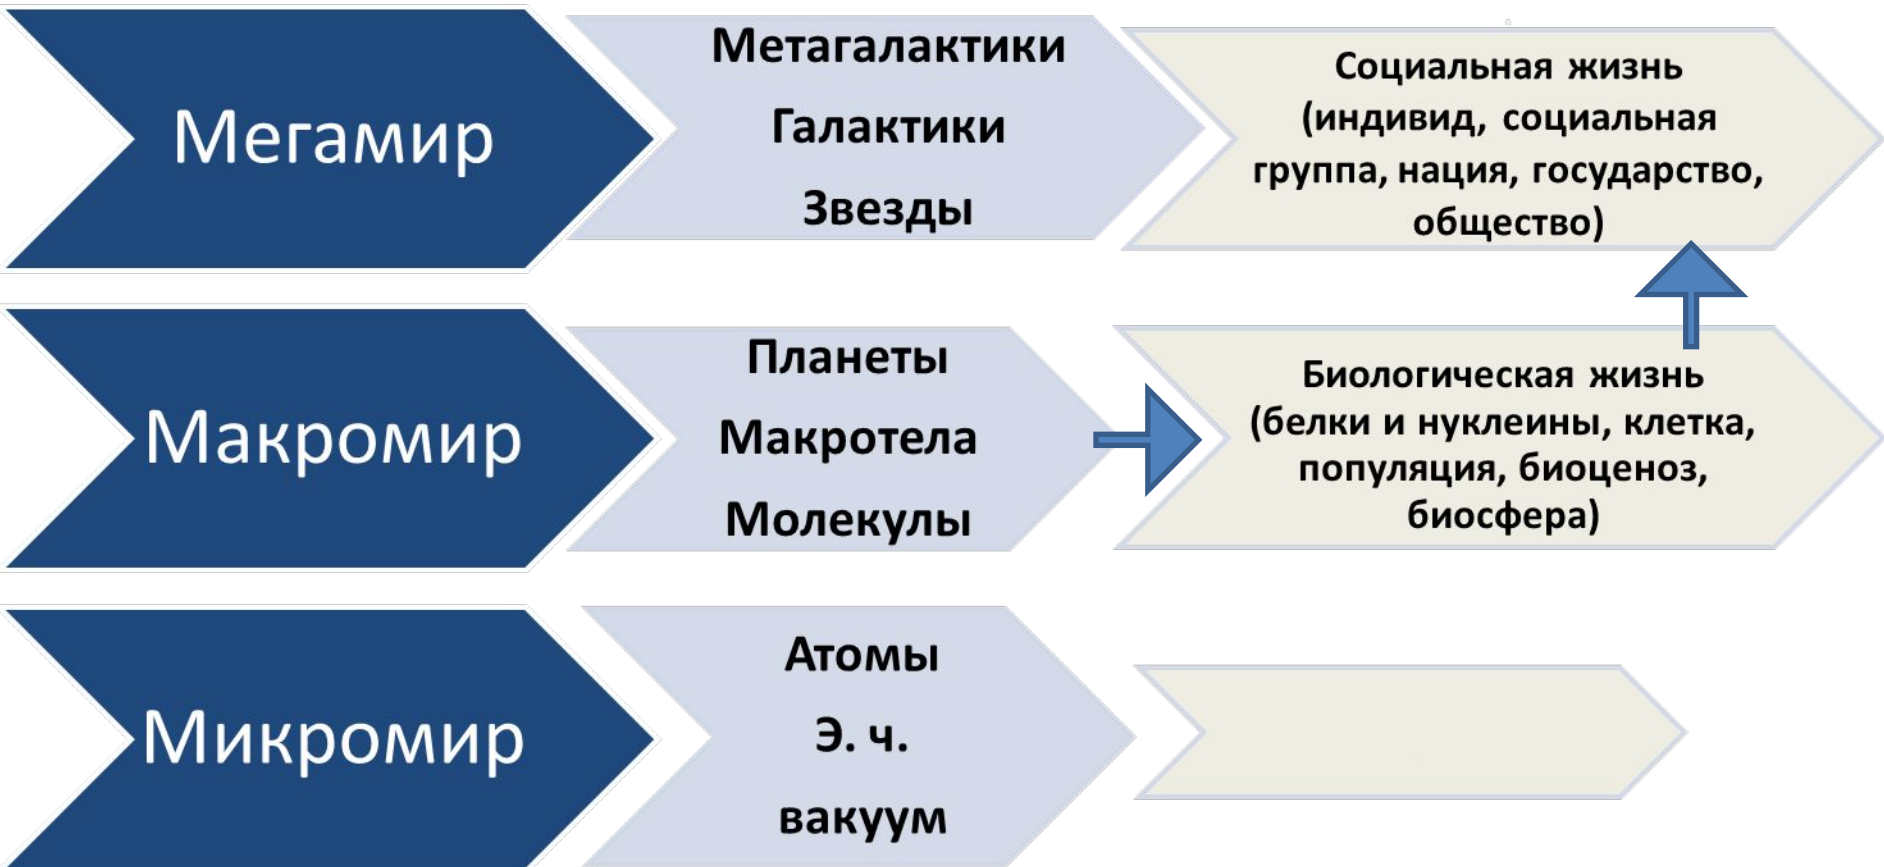 Мегамир
Метагалактики
Галактики
Звезды
Социальная жизнь
(индивид, социальная
группа, нация, государство,
общество)
Макромир
Планеты
Макротела
Молекулы
Биологическая жизнь
(белки и нуклеины, клетка,
популяция, биоценоз,
биосфера)
Микромир
Атомы
Э. ч.
вакуум